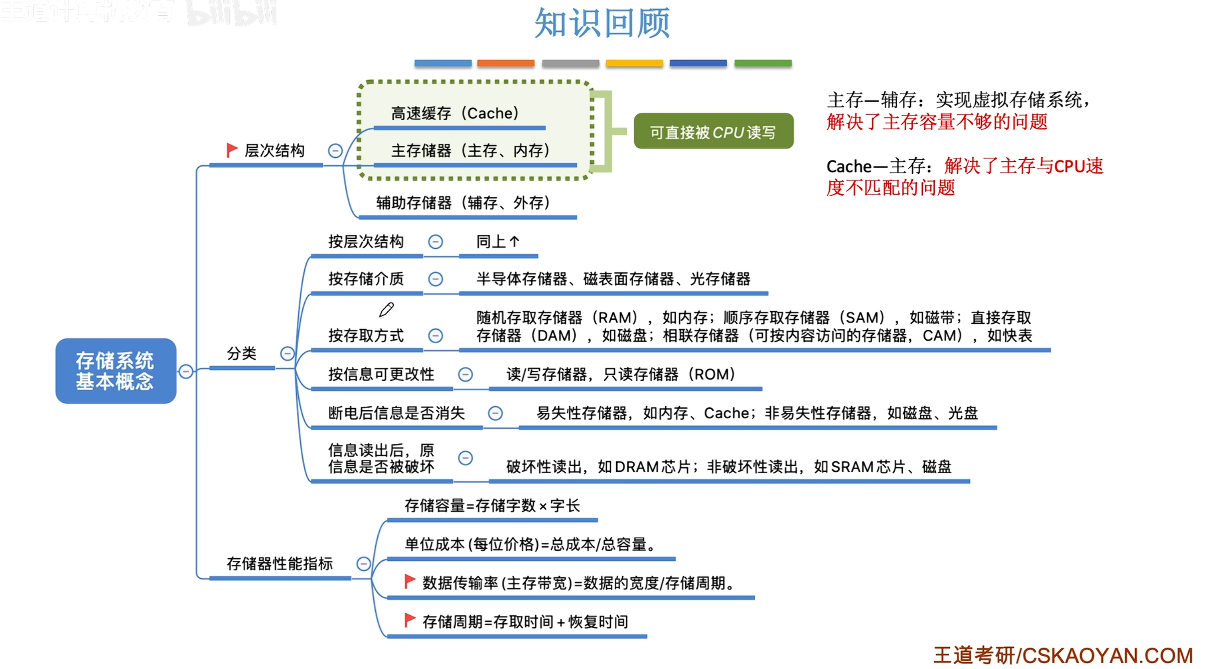 王道计算机教育 bilibili
知识回顾
高速缓存（Cache）
主存储器（主存、内存）
辅助存储器（辅存、外存）
层次结构
可直接被CPU读写
主存—辅存：实现虚拟存储系统，
解决了主存容量不够的问题
Cache—主存：解决了主存与CPU速
度不匹配的问题
存储系统
基本概念
分类
按层次结构
同上↑
按存储介质
半导体存储器、磁表面存储器、光存储器
按存取方式
随机存取存储器（RAM），如内存；顺序存取存储器（SAM），如磁带；直接存取
存储器（DAM），如磁盘；相联存储器（可按内容访问的存储器，CAM），如快表
按信息可更改性
读/写存储器，只读存储器（ROM）
断电后信息是否消失
易失性存储器，如内存、Cache；非易失性存储器，如磁盘、光盘
信息读出后，原
信息是否被破坏
破坏性读出，如DRAM芯片；非破坏性读出，如SRAM芯片、磁盘
存储器性能指标
存储容量=存储字数×字长
单位成本(每位价格)=总成本/总容量。
数据传输率(主存带宽)=数据的宽度/存储周期。
存储周期=存取时间+恢复时间
王道考研/CSKAOYAN.COM